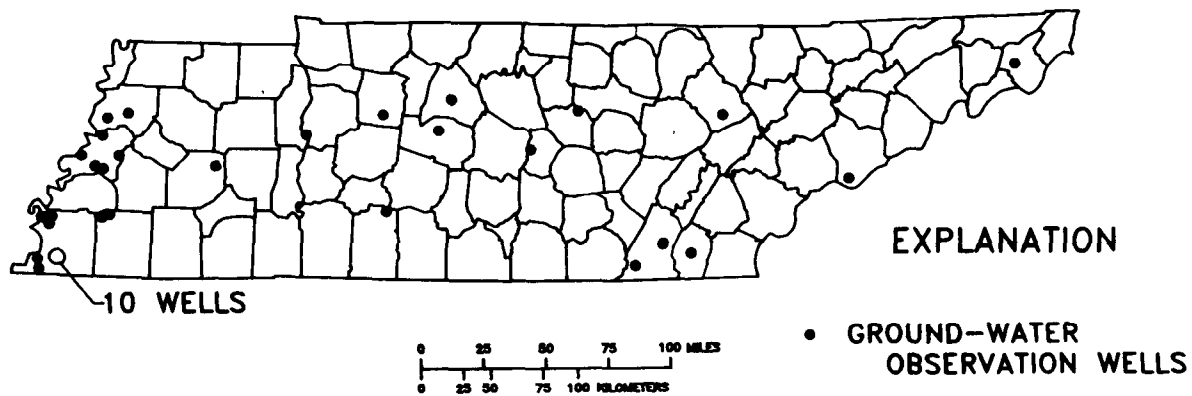 EXPLANATION
10 WELLS
0 25 50 75 100 MILES
0 25 50 75 100 KILOMETERS
GROUND-WATER
OBSERVATION WELLS